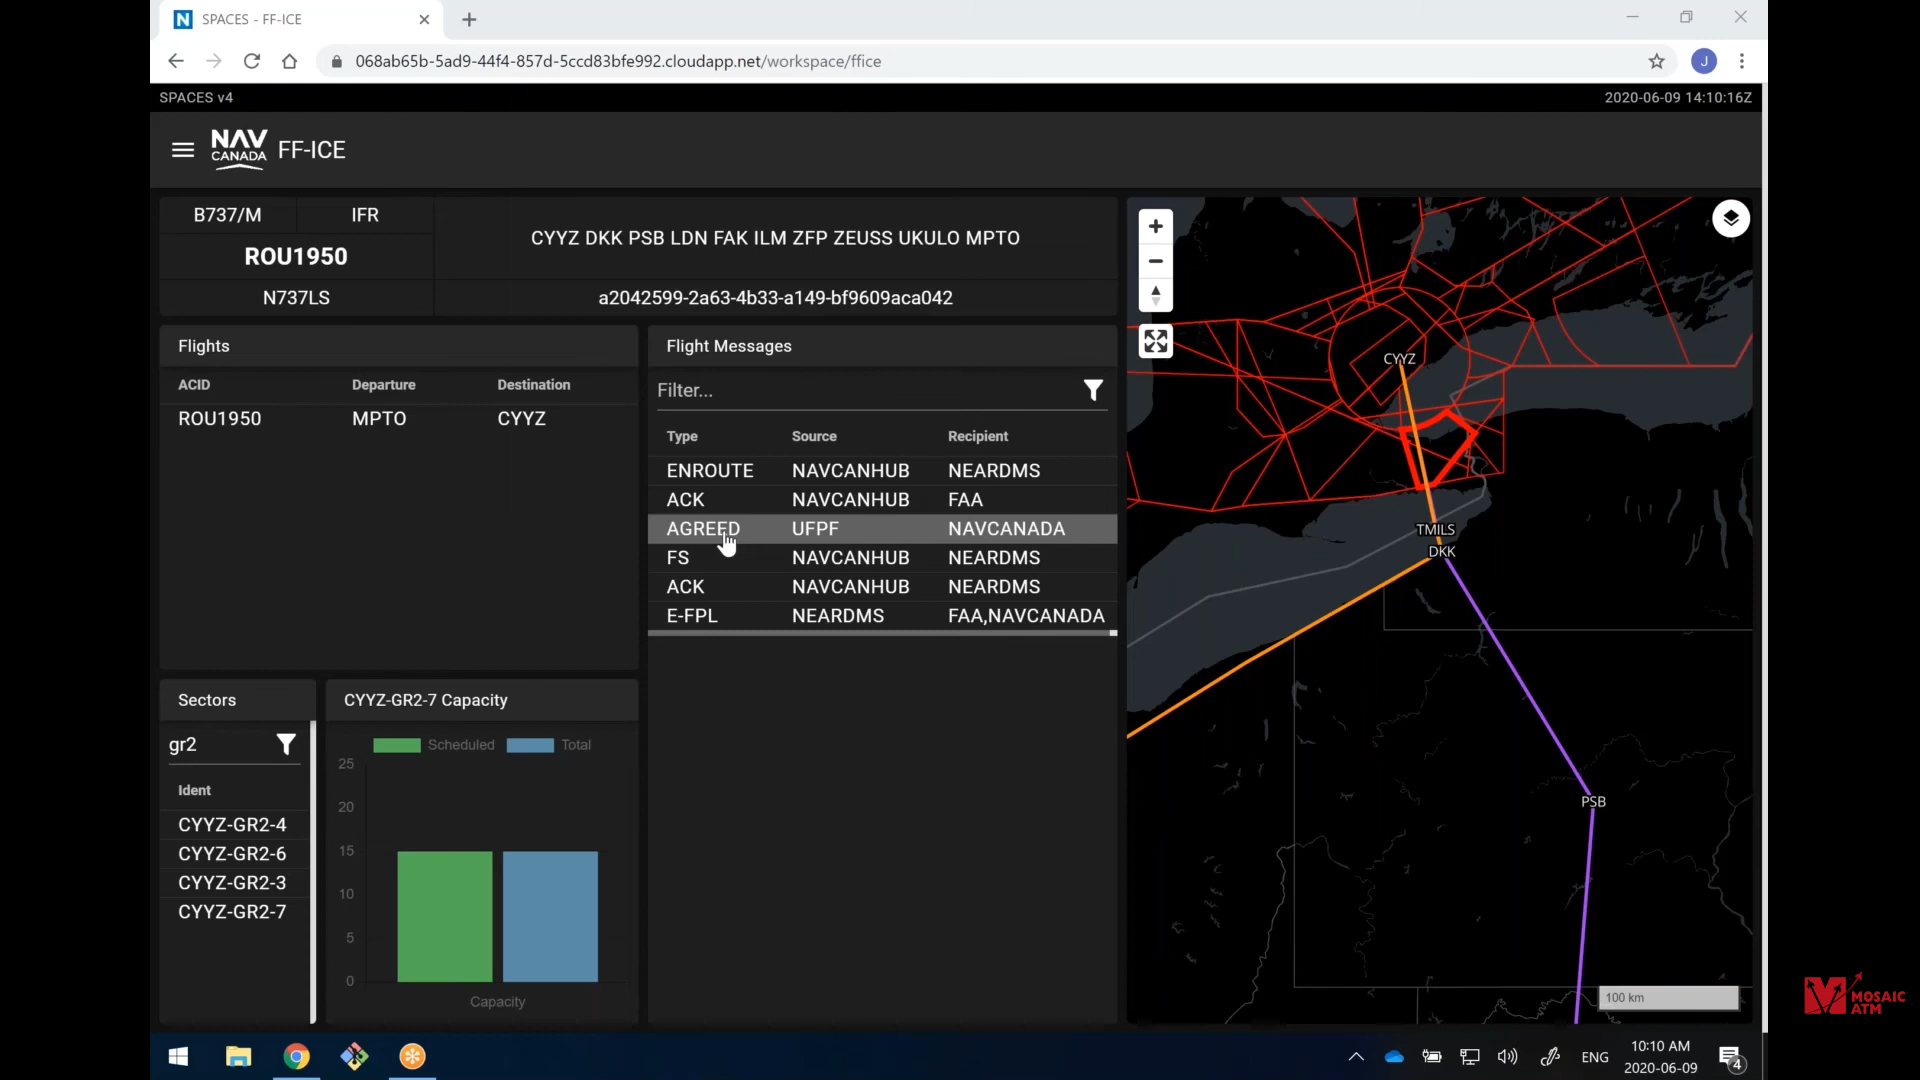 SPACES - FF-ICE
068ab65b-5ad9-44f4-857d-5ccd83bfe992.cloudapp.net/workspace/ffice
J
SPACES v4
2020-06-09 14:10:16Z
NAV
CANADA
FF-ICE
B737/M
IFR
ROU1950
N737LS
CYYZ DKK PSB LDN FAK ILM ZFP ZEUSS UKULO MPTO
a2042599-2a63-4b33-a149-bf9609aca042
Flights
ACID Departure Destination
ROU1950 MPTO CYYZ
Flight Messages
Filter...
Type Source Recipient
ENROUTE NAVCANHUB NEARDMS
ACK NAVCANHUB FAA
AGREED UFPF NAVCANADA
FS NAVCANHUB NEARDMS
ACK NAVCANHUB NEARDMS
E-FPL NEARDMS FAA,NAVCANADA
Sectors
gr2
Ident
CYYZ-GR2-4
CYYZ-GR2-6
CYYZ-GR2-3
CYYZ-GR2-7
CYYZ-GR2-7 Capacity
Scheduled Total
25
20
15
10
5
0
Capacity
CYYZ
TMILS
DKK
PSB
100 km
MOSAIC
ATM
ENG
10:10 AM
2020-06-09
4